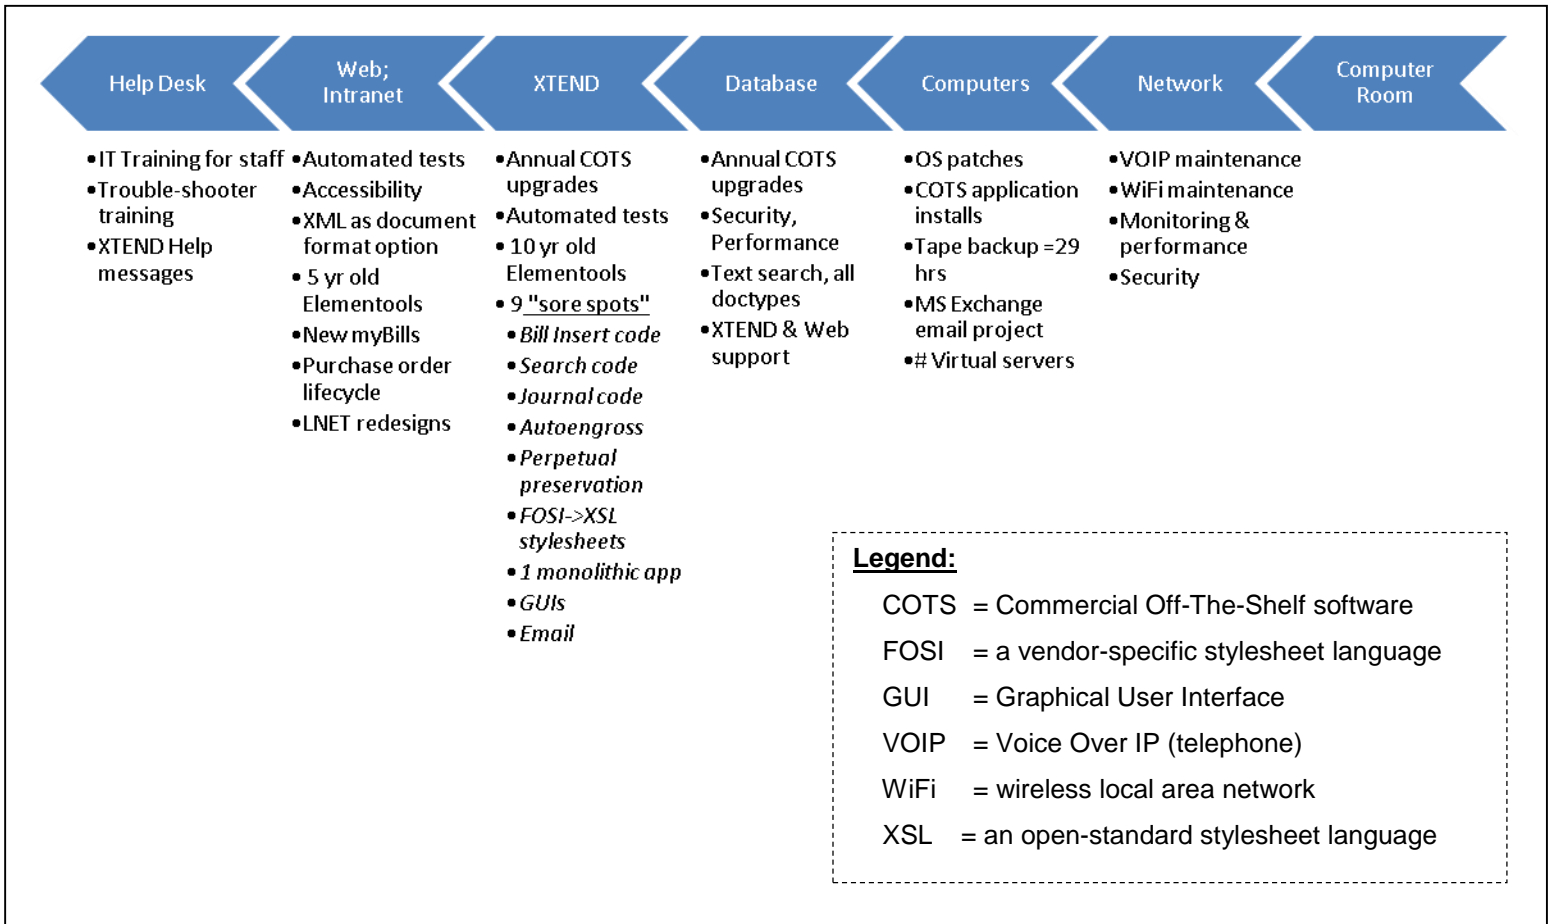 Help Desk
Web;
Intranet
XTEND
Database
Computers
Network
Computer
Room
•IT Training for staff
•Trouble-shooter
training
•XTEND Help
messages
•Automated tests
•Accessibility
•XML as document
format option
• 5 yr old
Elementools
•New myBills
•Purchase order
lifecycle
•LNET redesigns
•Annual COTS
upgrades
•Automated tests
• 10 yr old
Elementools
• 9 "sore spots"
•Bill Insert code
•Search code
•Journal code
•Autoengross
•Perpetual
preservation
•FOSI->XSL
stylesheets
•1 monolithic app
•GUIs
•Email
•Annual COTS
upgrades
•Security,
Performance
•Text search, all
doctypes
•XTEND & Web
support
•OS patches
•COTS application
installs
•Tape backup =29
hrs
•MS Exchange
email project
•# Virtual servers
•VOIP maintenance
•WiFi maintenance
•Monitoring &
performance
•Security
Legend:
COTS = Commercial Off-The-Shelf software
FOSI = a vendor-specific stylesheet language
GUI = Graphical User Interface
VOIP = Voice Over IP (telephone)
WiFi = wireless local area network
XSL = an open-standard stylesheet language